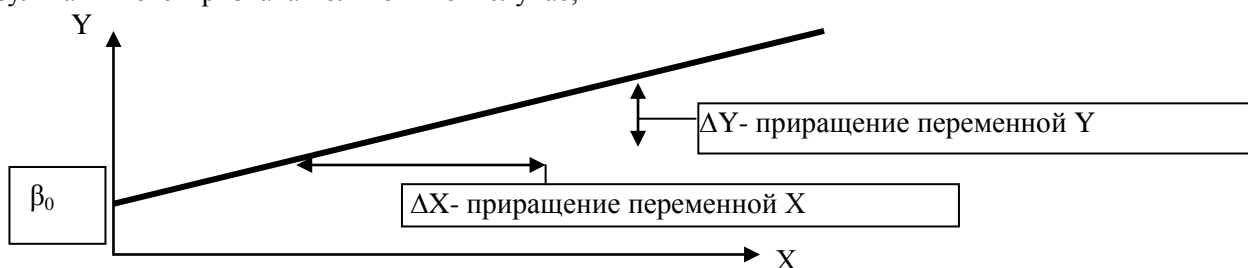 Y
ΔY- приращение переменной Y
β₀
ΔX- приращение переменной X
X